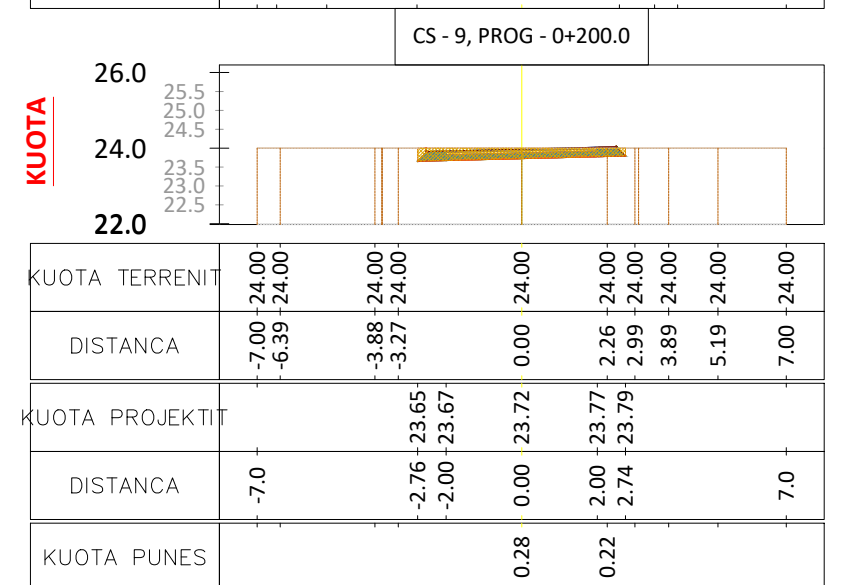 CS - 9, PROG - 0+200.0
KUOTA
26.0
25.5
25.0
24.5
24.0
23.5
23.0
22.5
22.0
KUOTA TERRENIT 24.00 24.00 24.00 24.00 24.00 24.00 24.00 24.00 24.00 24.00
DISTANCA -7.00 -6.39 -3.88 -3.27 0.00 2.26 2.99 3.89 5.19 7.00
KUOTA PROJEKTIT 23.65 23.67 23.72 23.77 23.79
DISTANCA -7.0 -2.76 -2.00 0.00 2.00 2.74 7.0
KUOTA PUNES 0.28 0.22